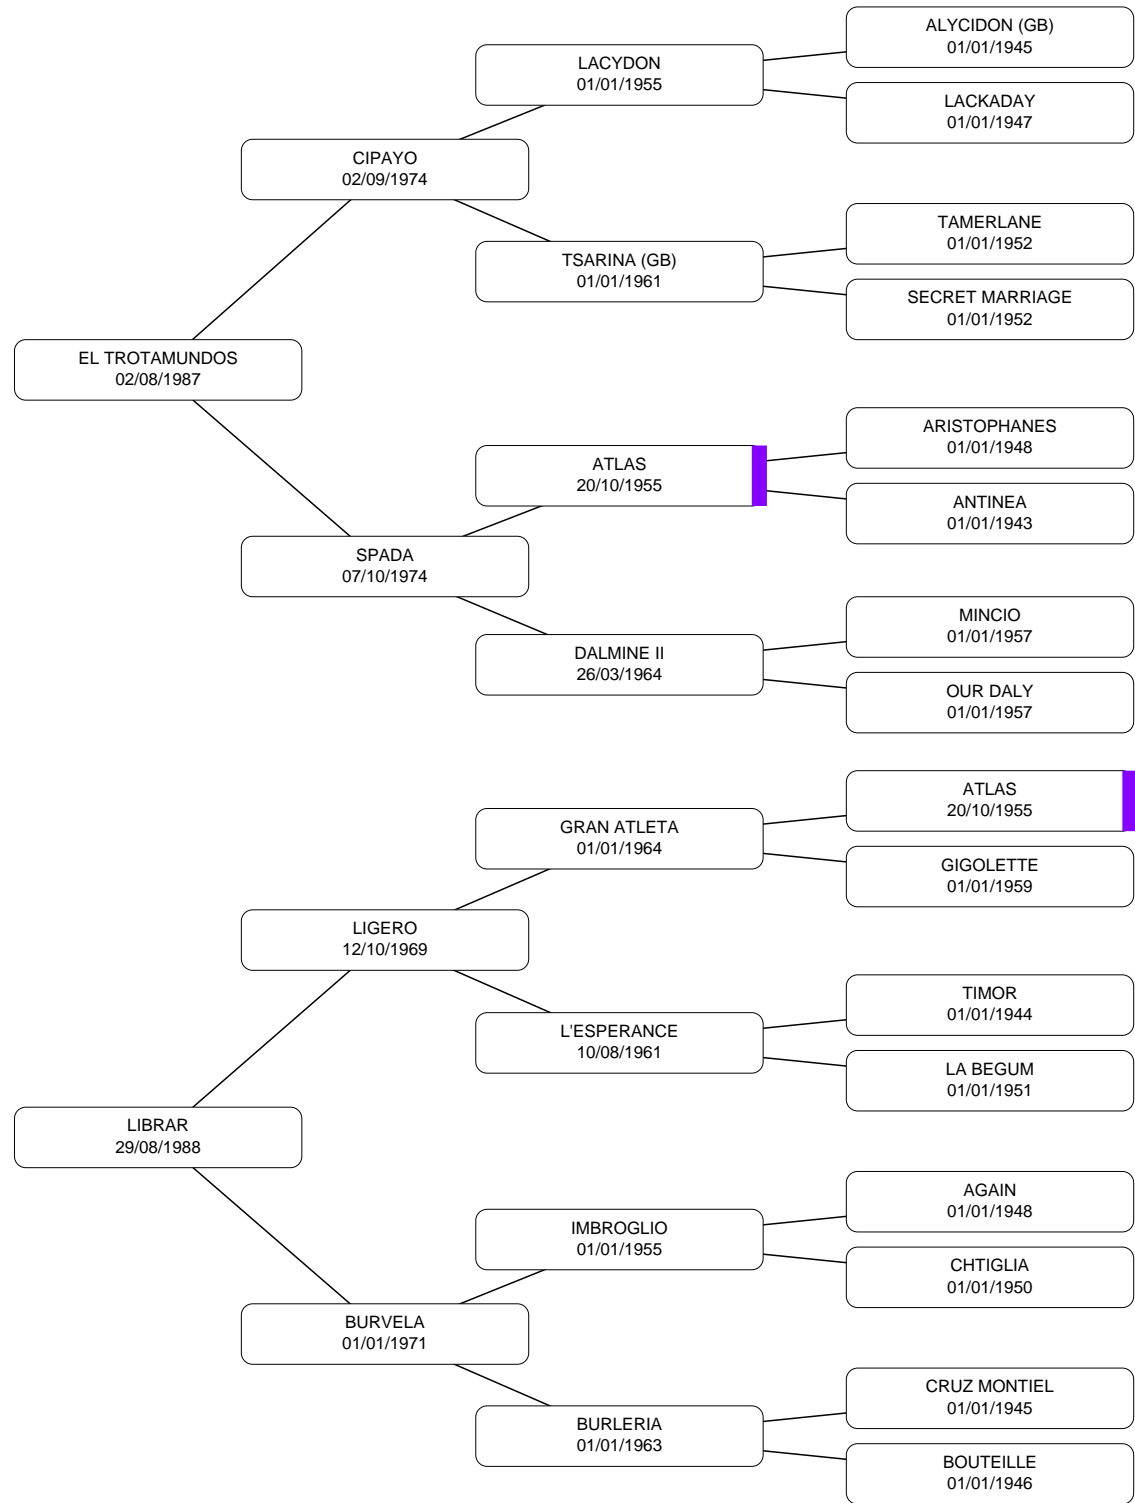 ALYCIDON (GB)
01/01/1945
LACYDON
01/01/1955
LACKADAY
01/01/1947
CIPAYO
02/09/1974
TAMERLANE
01/01/1952
TSARINA (GB)
01/01/1961
SECRET MARRIAGE
01/01/1952
EL TROTAMUNDOS
02/08/1987
ARISTOPHANES
01/01/1948
ATLAS
20/10/1955
ANTINEA
01/01/1943
SPADA
07/10/1974
MINCIO
01/01/1957
DALMINE II
26/03/1964
OUR DALY
01/01/1957
ATLAS
20/10/1955
GRAN ATLETA
01/01/1964
GIGOLETTE
01/01/1959
LIGERO
12/10/1969
TIMOR
01/01/1944
L'ESPERANCE
10/08/1961
LA BEGUM
01/01/1951
LIBRAR
29/08/1988
AGAIN
01/01/1948
IMBROGLIO
01/01/1955
CHTIGLIA
01/01/1950
BURVELA
01/01/1971
CRUZ MONTIEL
01/01/1945
BURLERIA
01/01/1963
BOUTEILLE
01/01/1946